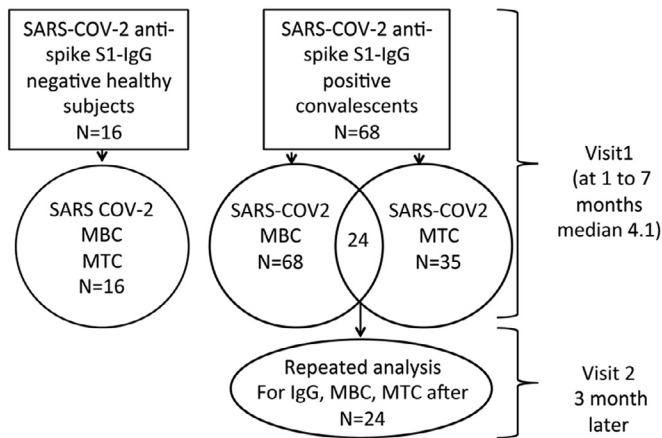 SARS-COV-2 anti-
spike S1-IgG
negative healthy
subjects
N=16
SARS-COV-2 anti-
spike S1-IgG
positive
convalescents
N=68
SARS COV-2
MBC
MTC
N=16
SARS-COV2
MBC
N=68
24
SARS-COV2
MTC
N=35
Visit1
(at 1 to 7
months
median 4.1)
Repeated analysis
For IgG, MBC, MTC after
N=24
Visit 2
3 month
later